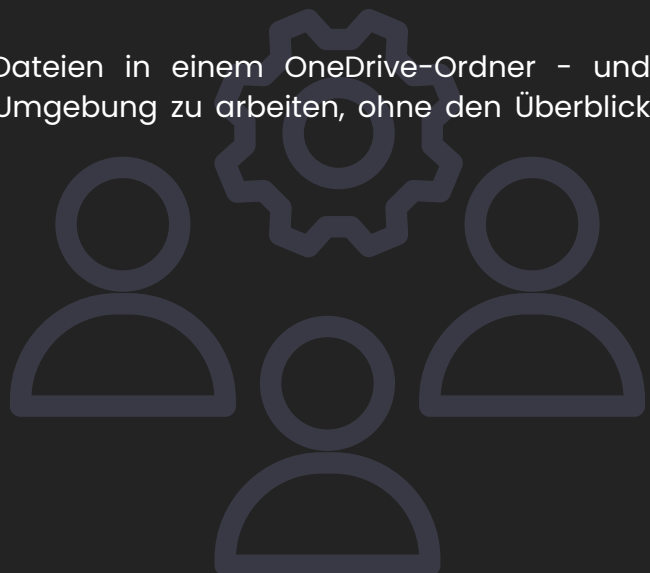 Dateien in einem OneDrive-Ordner - und
Umgebung zu arbeiten, ohne den Überblick